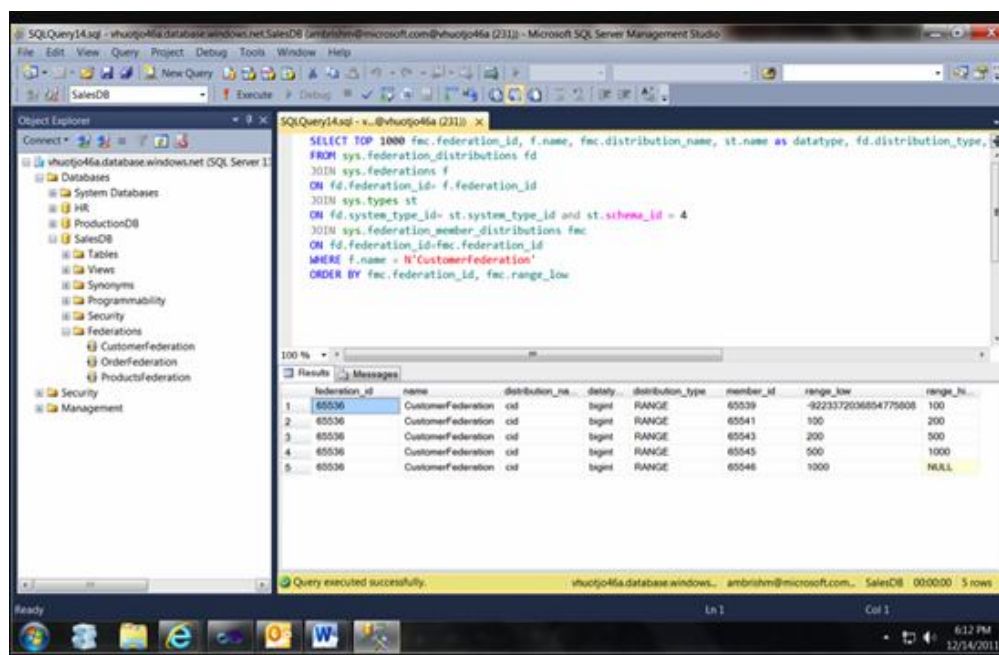 SQLQuery14.sql - vhuotjo46a.database.windows.net.SalesDB (ambrishm@microsoft.com@vhuotjo46a (231)) - Microsoft SQL Server Management Studio
File Edit View Query Project Debug Tools Window Help
New Query
SalesDB Execute Debug
Object Explorer
Connect
vhuotjo46a.database.windows.net (SQL Server 1
Databases
System Databases
HR
ProductionDB
SalesDB
Tables
Views
Synonyms
Programmability
Security
Federations
CustomerFederation
OrderFederation
ProductsFederation
Security
Management
SQLQuery14.sql - v...@vhuotjo46a (231))
SELECT TOP 1000 fmc.federation_id, f.name, fmc.distribution_name, st.name as datatype, fd.distribution_type,
FROM sys.federation_distributions fd
JOIN sys.federations f
ON fd.federation_id= f.federation_id
JOIN sys.types st
ON fd.system_type_id= st.system_type_id and st.schema_id = 4
JOIN sys.federation_member_distributions fmc
ON fd.federation_id=fmc.federation_id
WHERE f.name = N'CustomerFederation'
ORDER BY fmc.federation_id, fmc.range_low
100 %
Results Messages
federation_id name distribution_na... dataty... distribution_type member_id range_low range_hi...
1 65536 CustomerFederation cid bigint RANGE 65539 -9223372036854775808 100
2 65536 CustomerFederation cid bigint RANGE 65541 100 200
3 65536 CustomerFederation cid bigint RANGE 65543 200 500
4 65536 CustomerFederation cid bigint RANGE 65545 500 1000
5 65536 CustomerFederation cid bigint RANGE 65546 1000 NULL
Query executed successfully. vhuotjo46a.database.windows... ambrishm@microsoft.com... SalesDB 00:00:00 5 rows
Ready Ln 1 Col 1
6:12 PM
12/14/2011